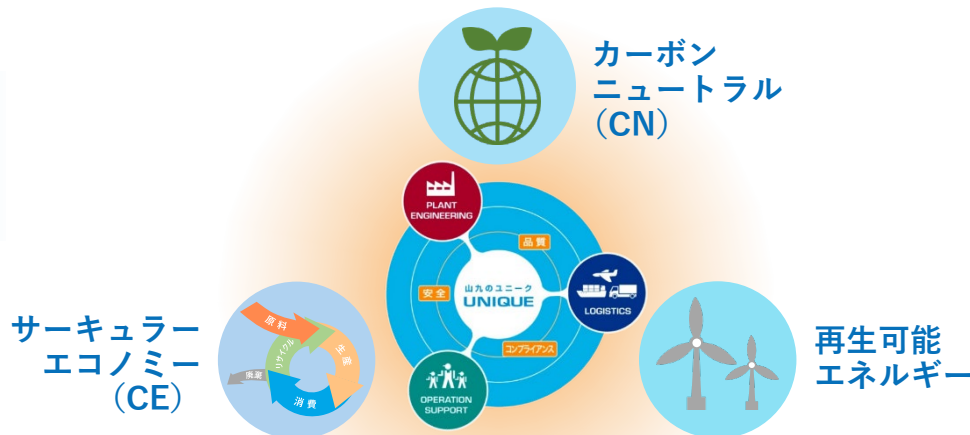 カーボン
ニュートラル
（CN）
PLANT
ENGINEERING
品質
安全
山九のユニーク
UNIQUE
LOGISTICS
コンプライアンス
OPERATION
SUPPORT
サーキュラー
エコノミー
（CE）
原料
生産
消費
リサイクル
廃棄
再生可能
エネルギー